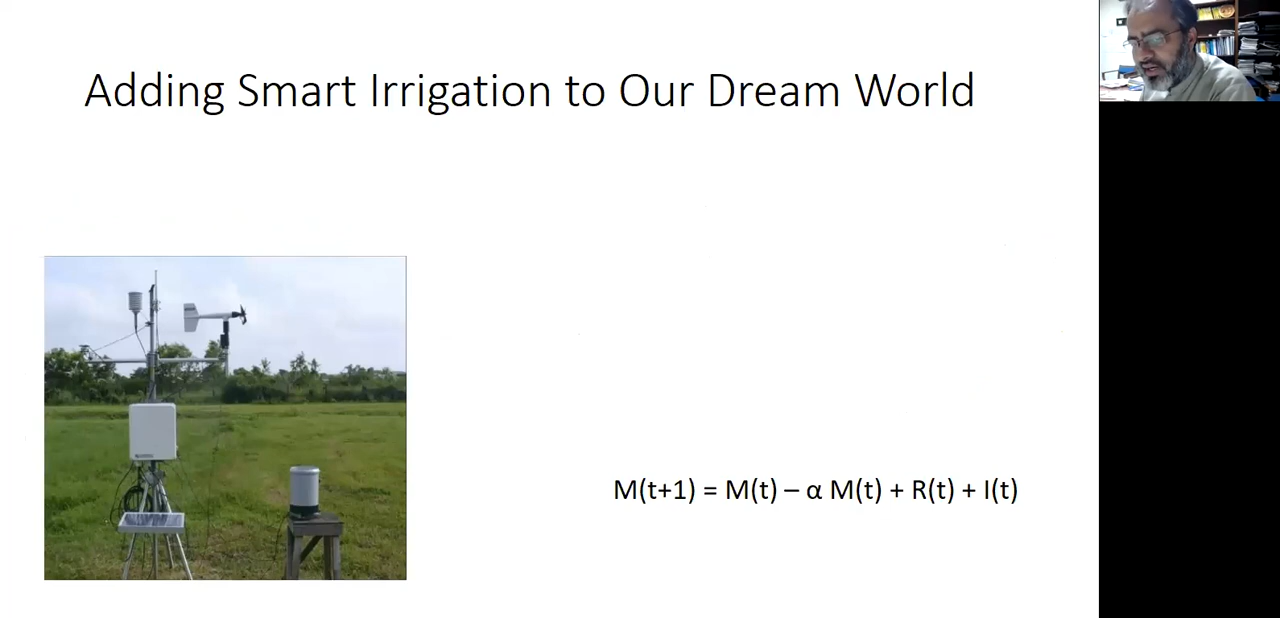 Adding Smart Irrigation to Our Dream World
M(t+1) = M(t) – α M(t) + R(t) + I(t)